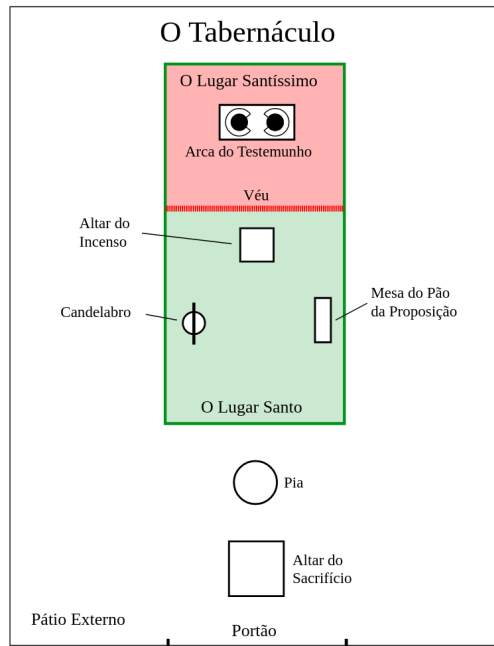 O Tabernáculo
O Lugar Santíssimo
Arca do Testemunho
Véu
Altar do
Incenso
Candelabro
Mesa do Pão
da Proposição
O Lugar Santo
Pia
Altar do
Sacrifício
Pátio Externo
Portão